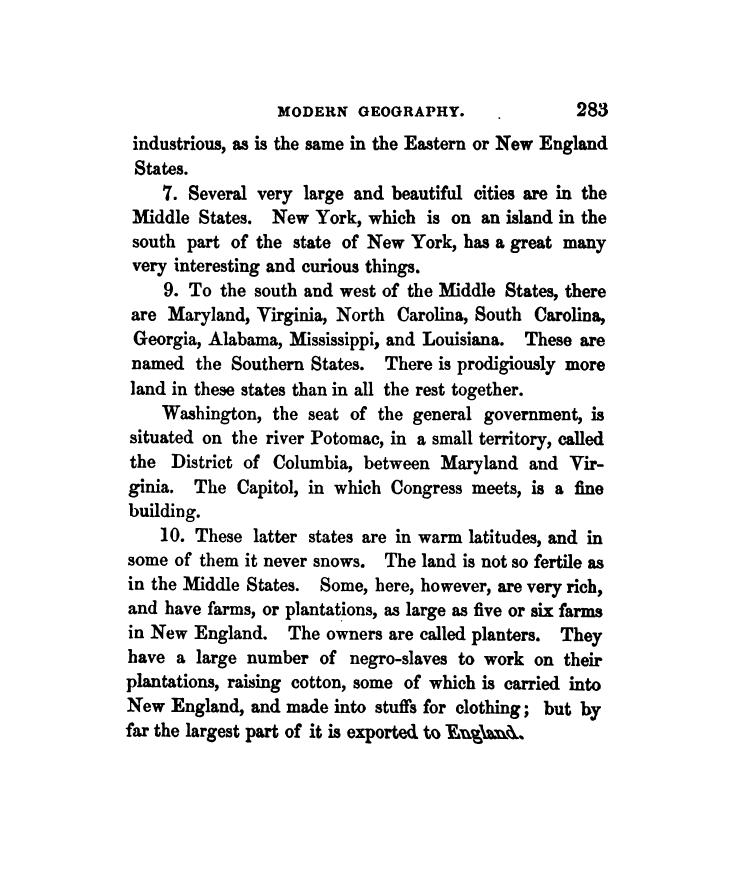 MODERN GEOGRAPHY. 283
industrious, as is the same in the Eastern or New England
States.
7. Several very large and beautiful cities are in the
Middle States. New York, which is on an island in the
south part of the state of New York, has a great many
very interesting and curious things.
9. To the south and west of the Middle States, there
are Maryland, Virginia, North Carolina, South Carolina,
Georgia, Alabama, Mississippi, and Louisiana. These are
named the Southern States. There is prodigiously more
land in these states than in all the rest together.
Washington, the seat of the general government, is
situated on the river Potomac, in a small territory, called
the District of Columbia, between Maryland and Vir-
ginia. The Capitol, in which Congress meets, is a fine
building.
10. These latter states are in warm latitudes, and in
some of them it never snows. The land is not so fertile as
in the Middle States. Some, here, however, are very rich,
and have farms, or plantations, as large as five or six farms
in New England. The owners are called planters. They
have a large number of negro-slaves to work on their
plantations, raising cotton, some of which is carried into
New England, and made into stuffs for clothing; but by
far the largest part of it is exported to England.